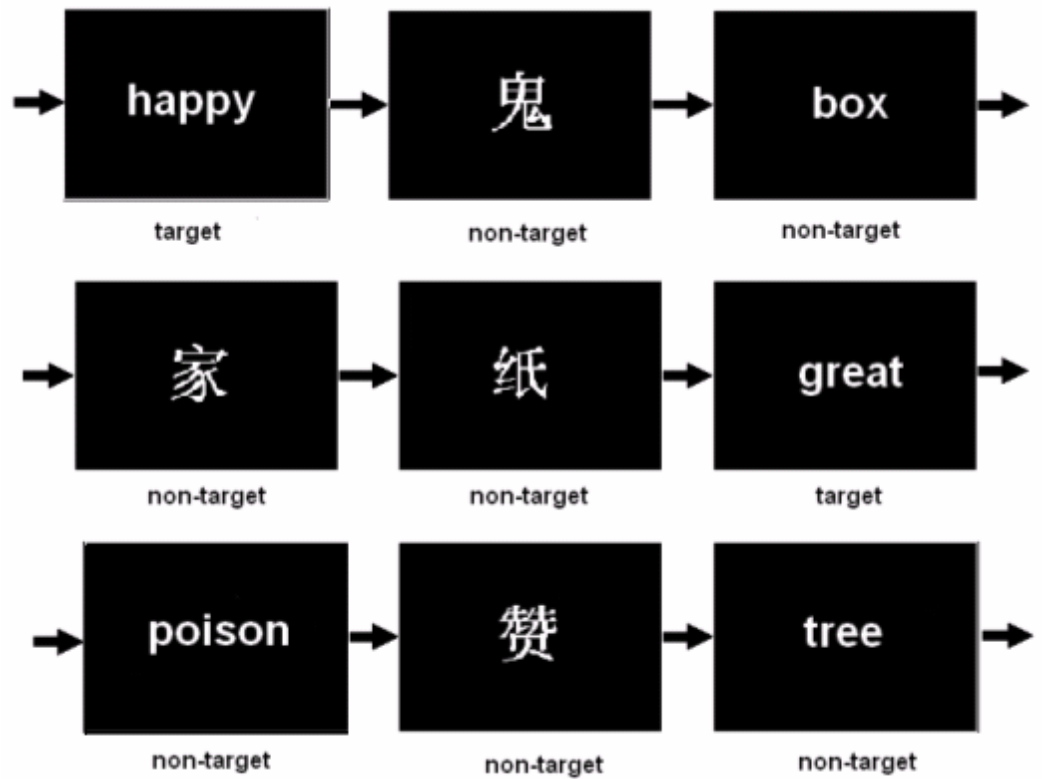 happy 鬼 box
target non-target non-target
家 纸 great
non-target non-target target
poison 赞 tree
non-target non-target non-target